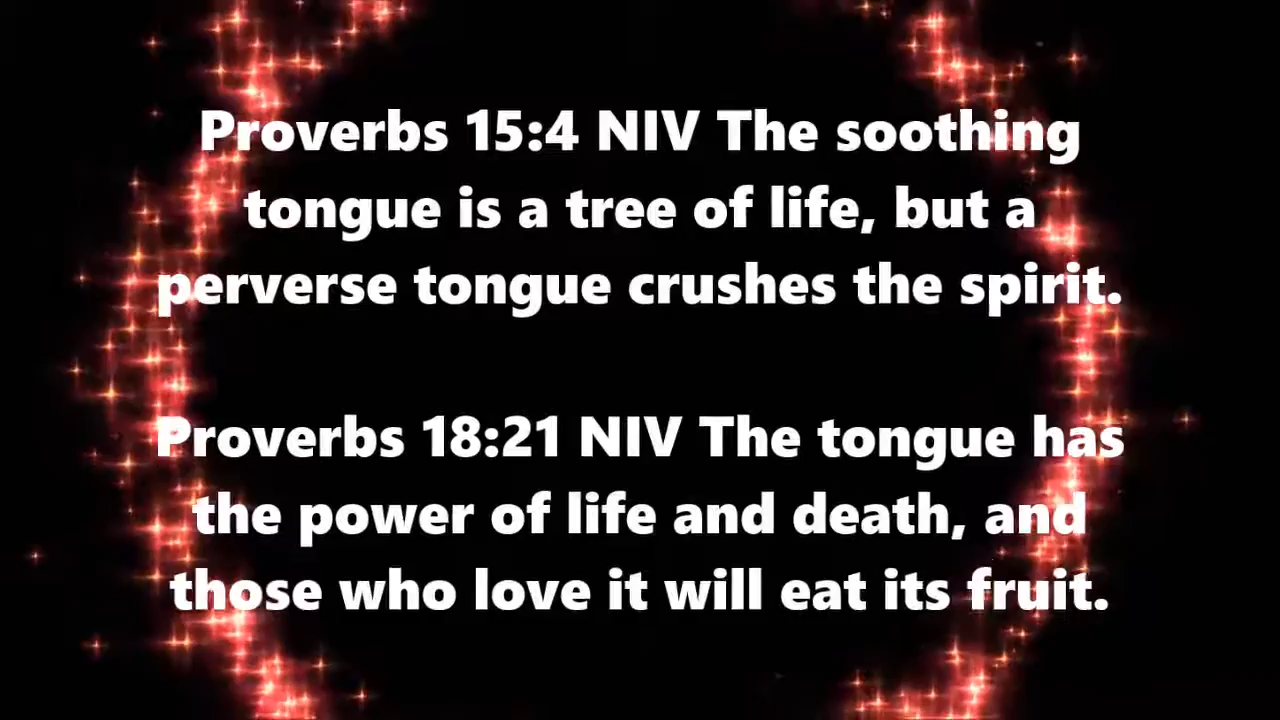 Proverbs 15:4 NIV The soothing
tongue is a tree of life, but a
perverse tongue crushes the spirit.
Proverbs 18:21 NIV The tongue has
the power of life and death, and
those who love it will eat its fruit.